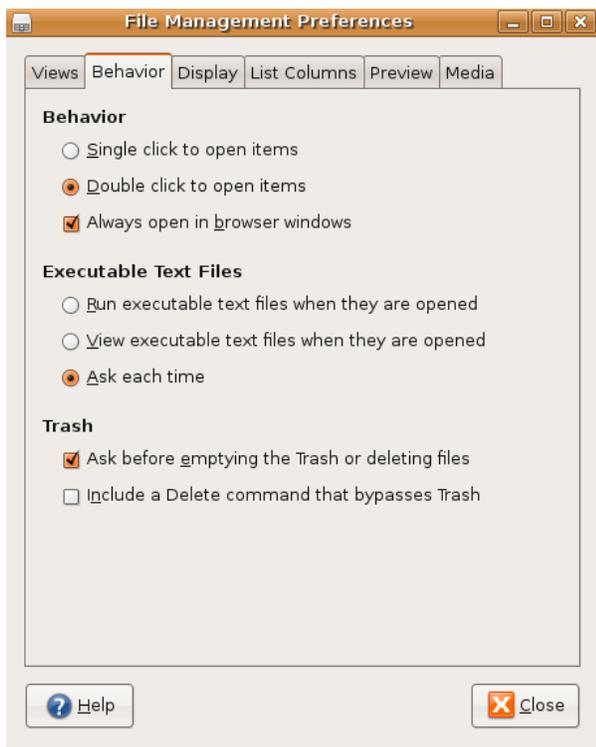 File Management Preferences
Views Behavior Display List Columns Preview Media
Behavior
Single click to open items
Double click to open items
Always open in browser windows
Executable Text Files
Run executable text files when they are opened
View executable text files when they are opened
Ask each time
Trash
Ask before emptying the Trash or deleting files
Include a Delete command that bypasses Trash
Help Close